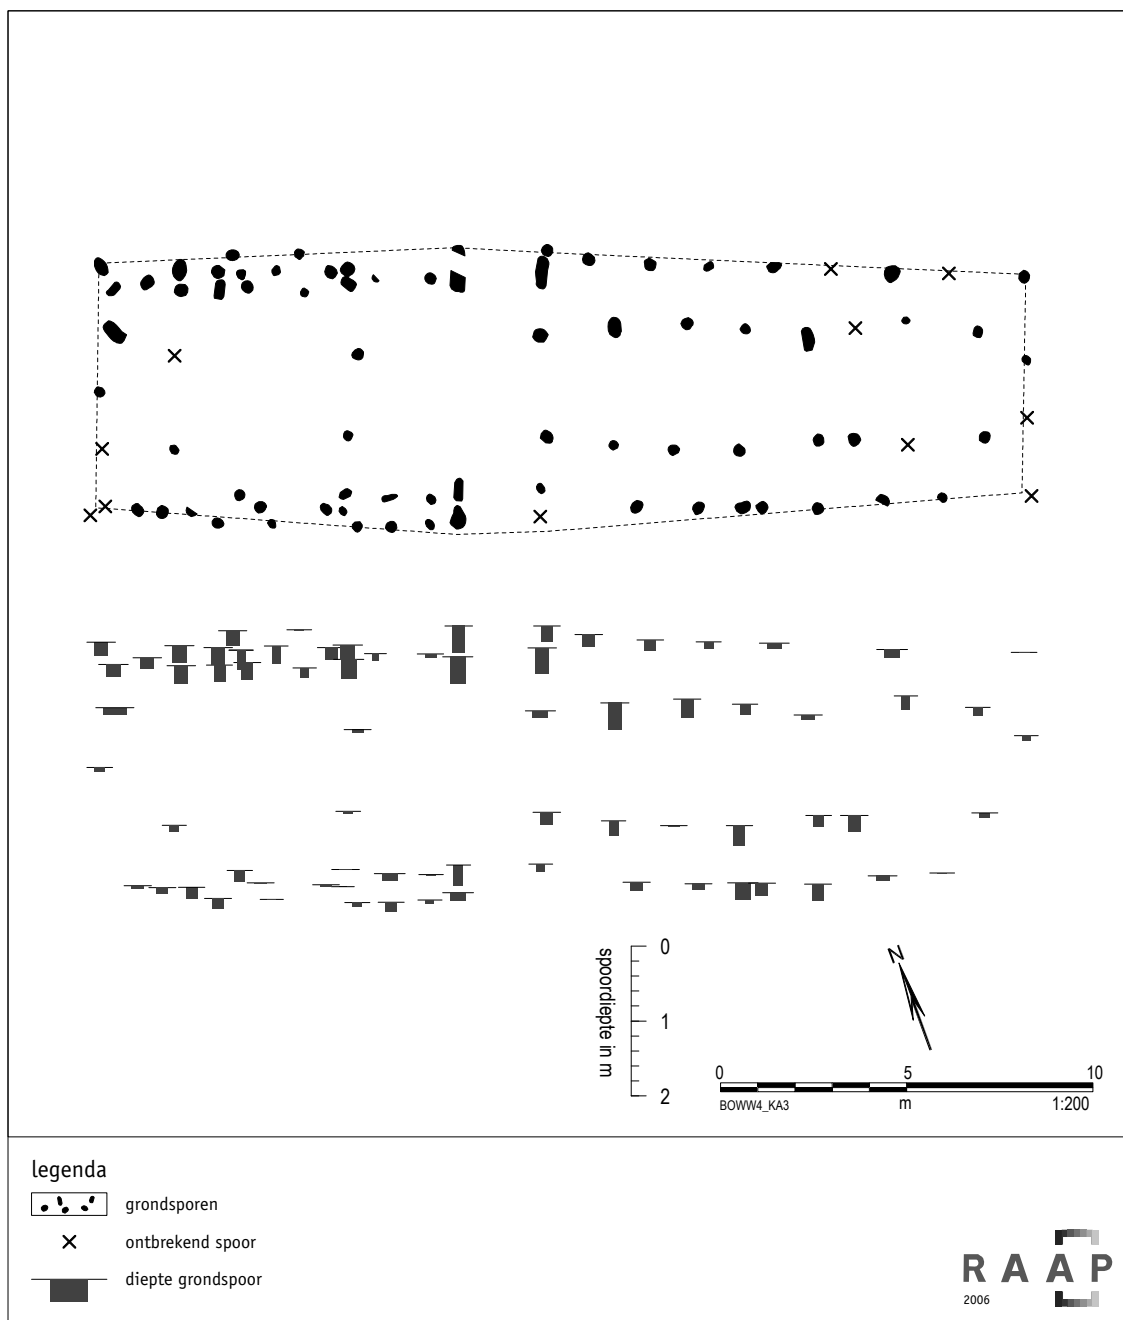 N
spoordiepte in m
0
1
2
0 5 10
BOWW4_KA3 m 1:200
legenda
grondsporen
ontbrekend spoor
diepte grondspoor
RAAP
2006